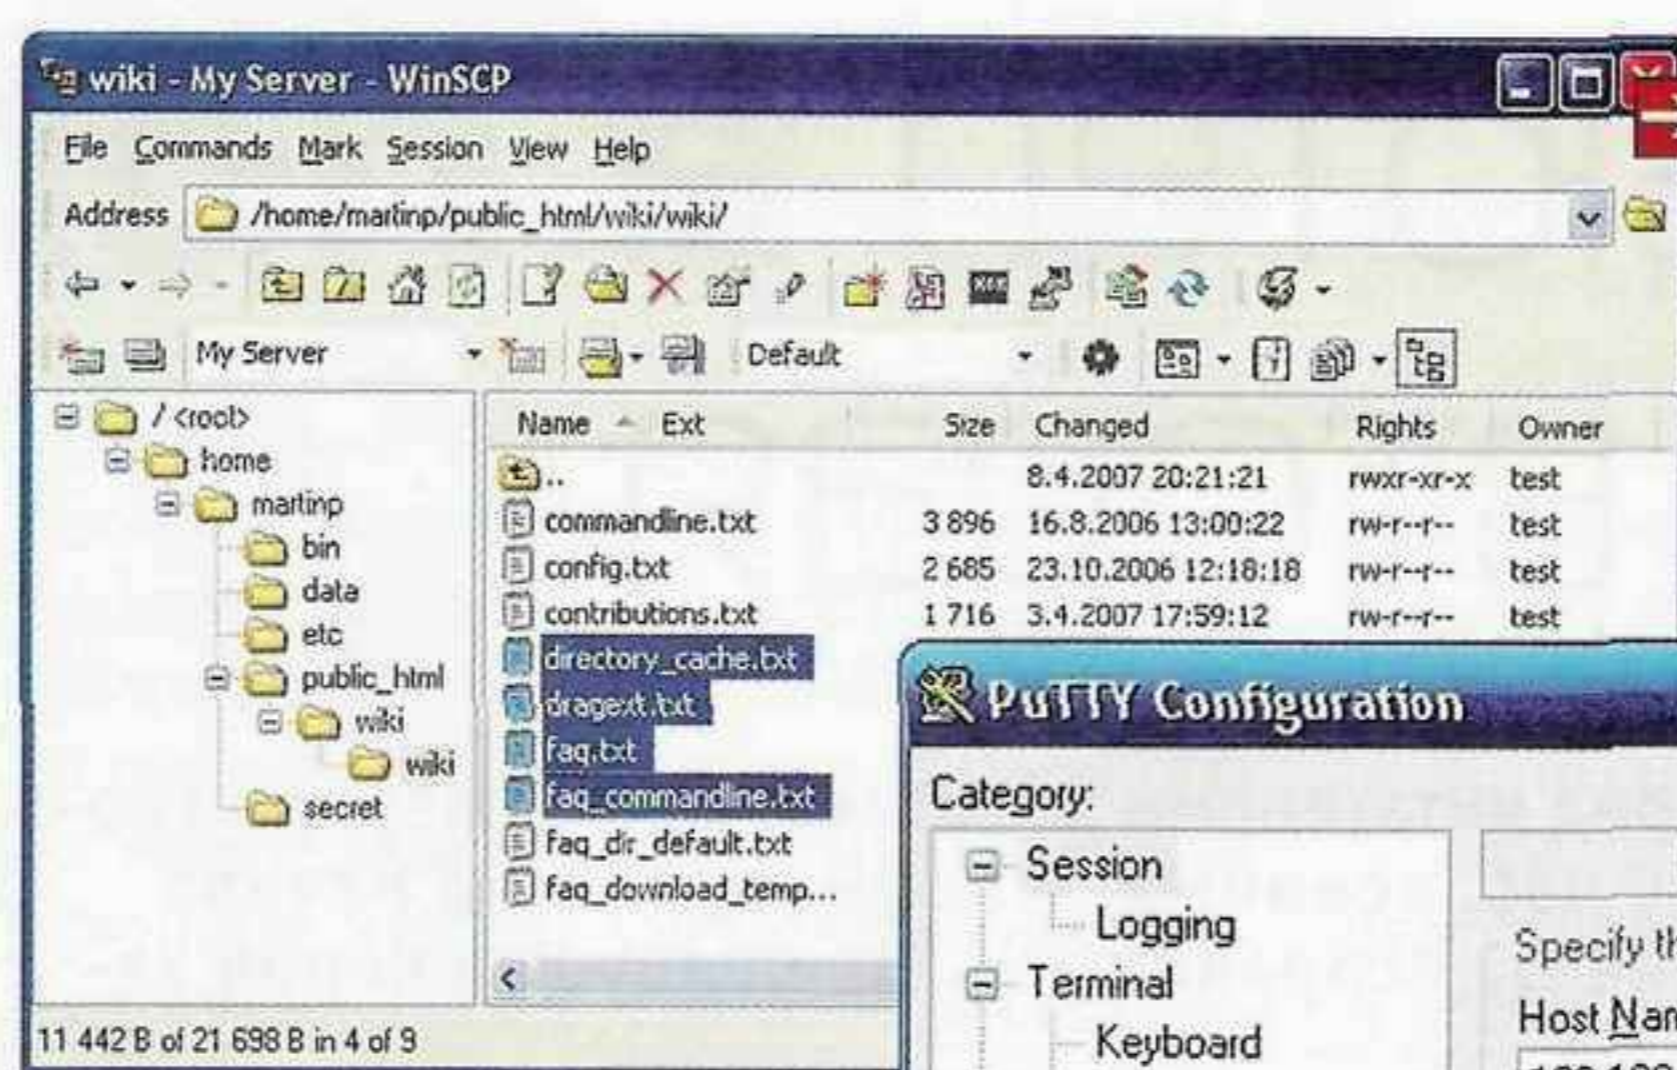 wiki - My Server - WinSCP
File Commands Mark Session View Help
Address /home/martinp/public_html/wiki/wiki/
My Server Default
/ <root>
home
martinp
bin
data
etc
public_html
wiki
wiki
secret
Name Ext Size Changed Rights Owner
.. 8.4.2007 20:21:21 rwxr-xr-x test
commandline.txt 3 896 16.8.2006 13:00:22 rw-r--r-- test
config.txt 2 685 23.10.2006 12:18:18 rw-r--r-- test
contributions.txt 1 716 3.4.2007 17:59:12 rw-r--r-- test
directory_cache.txt
dragext.txt
faq.txt
faq_commandline.txt
faq_dir_default.txt
faq_download_temp...
11 442 B of 21 698 B in 4 of 9
PuTTY Configuration
Category:
Session
Logging
Terminal
Keyboard
Specify th
Host Nam